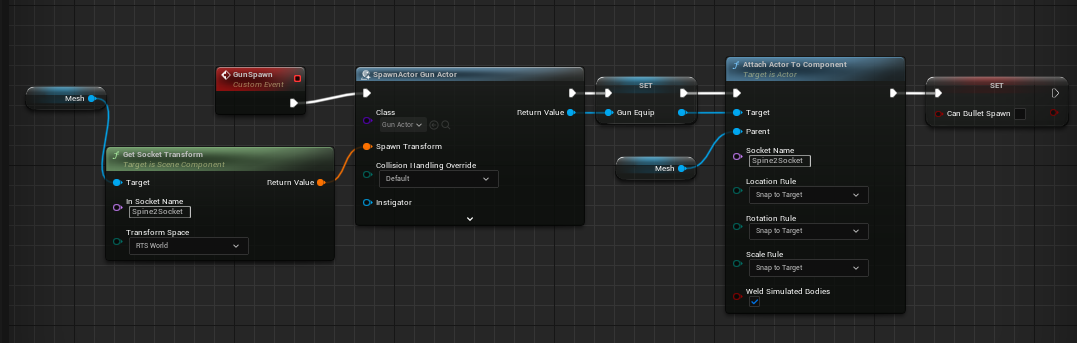 GunSpawn
Custom Event
Mesh
Get Socket Transform
Target is Scene Component
Target
Return Value
In Socket Name
Spine2Socket
Transform Space
RTS World
SpawnActor Gun Actor
Class
Gun Actor
Return Value
Spawn Transform
Collision Handling Override
Default
Instigator
SET
Gun Equip
Mesh
Attach Actor To Component
Target is Actor
Target
Parent
Socket Name
Spine2Socket
Location Rule
Snap to Target
Rotation Rule
Snap to Target
Scale Rule
Snap to Target
Weld Simulated Bodies
SET
Can Bullet Spawn